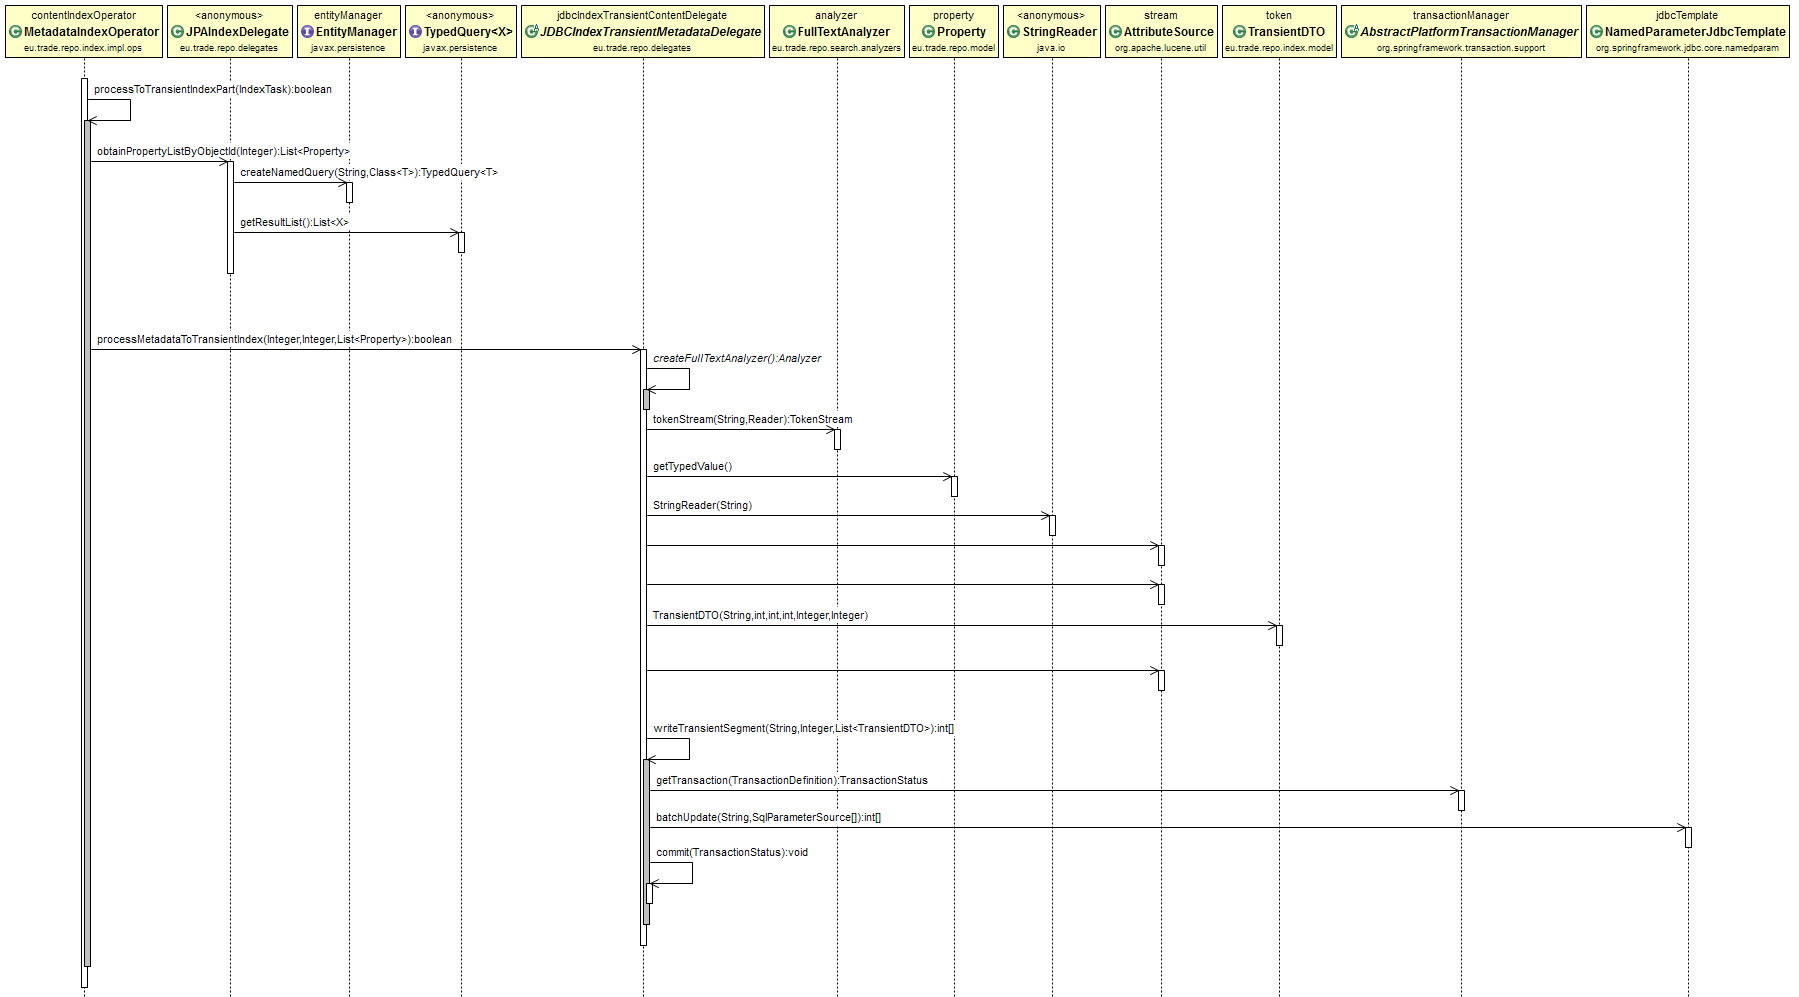 contentIndexOperator
MetadataIndexOperator
eu.trade.repo.index.impl.ops
<anonymous>
JPAIndexDelegate
eu.trade.repo.delegates
entityManager
EntityManager
javax.persistence
<anonymous>
TypedQuery<X>
javax.persistence
jdbcIndexTransientContentDelegate
JDBCIndexTransientMetadataDelegate
eu.trade.repo.delegates
analyzer
FullTextAnalyzer
eu.trade.repo.search.analyzers
property
Property
eu.trade.repo.model
<anonymous>
StringReader
java.io
stream
AttributeSource
org.apache.lucene.util
token
TransientDTO
eu.trade.repo.index.model
transactionManager
AbstractPlatformTransactionManager
org.springframework.transaction.support
jdbcTemplate
NamedParameterJdbcTemplate
org.springframework.jdbc.core.namedparam
processToTransientIndexPart(IndexTask):boolean
obtainPropertyListByObjectId(Integer):List<Property>
createNamedQuery(String,Class<T>):TypedQuery<T>
getResultList():List<X>
processMetadataToTransientIndex(Integer,Integer,List<Property>):boolean
createFullTextAnalyzer():Analyzer
tokenStream(String,Reader):TokenStream
getTypedValue()
StringReader(String)
TransientDTO(String,int,int,int,Integer,Integer)
writeTransientSegment(String,Integer,List<TransientDTO>):int[]
getTransaction(TransactionDefinition):TransactionStatus
batchUpdate(String,SqlParameterSource[]):int[]
commit(TransactionStatus):void